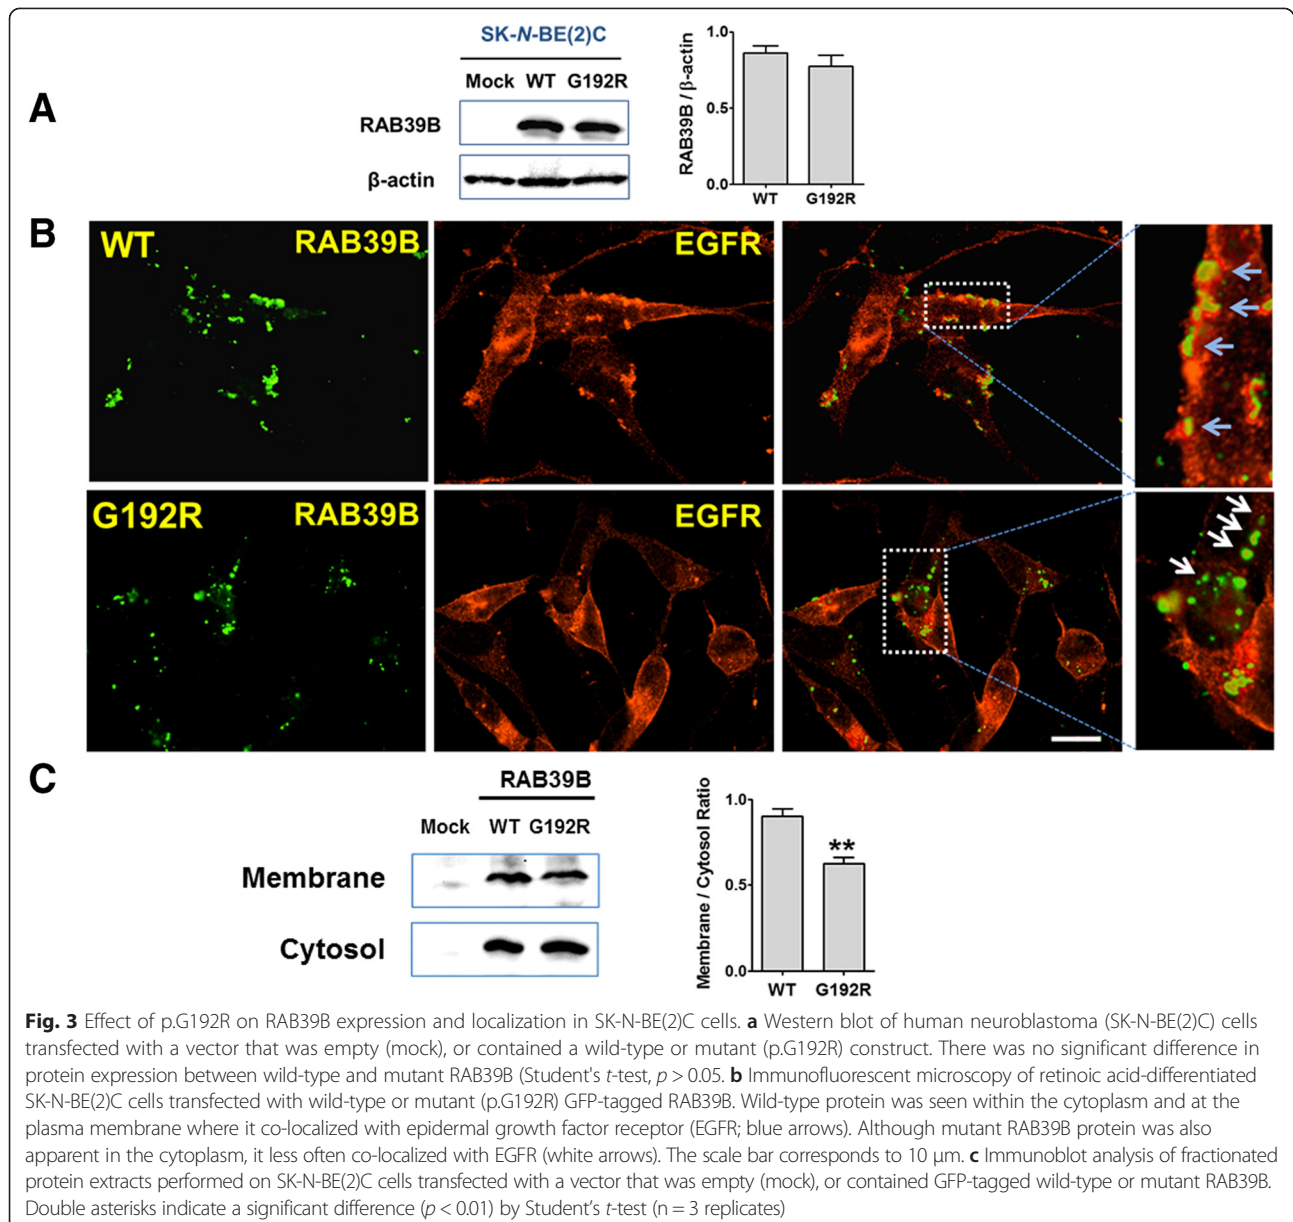 A
SK-N-BE(2)C
Mock WT G192R
RAB39B
β-actin
RAB39B / β-actin
1.0
0.5
0.0
WT G192R
B
WT RAB39B
EGFR
G192R RAB39B
EGFR
C
RAB39B
Mock WT G192R
Membrane
Cytosol
Membrane / Cytosol Ratio
1.0
0.5
0.0
**
WT G192R
Fig. 3 Effect of p.G192R on RAB39B expression and localization in SK-N-BE(2)C cells. a Western blot of human neuroblastoma (SK-N-BE(2)C) cells
transfected with a vector that was empty (mock), or contained a wild-type or mutant (p.G192R) construct. There was no significant difference in
protein expression between wild-type and mutant RAB39B (Student's t-test, p > 0.05. b Immunofluorescent microscopy of retinoic acid-differentiated
SK-N-BE(2)C cells transfected with wild-type or mutant (p.G192R) GFP-tagged RAB39B. Wild-type protein was seen within the cytoplasm and at the
plasma membrane where it co-localized with epidermal growth factor receptor (EGFR; blue arrows). Although mutant RAB39B protein was also
apparent in the cytoplasm, it less often co-localized with EGFR (white arrows). The scale bar corresponds to 10 μm. c Immunoblot analysis of fractionated
protein extracts performed on SK-N-BE(2)C cells transfected with a vector that was empty (mock), or contained GFP-tagged wild-type or mutant RAB39B.
Double asterisks indicate a significant difference (p < 0.01) by Student's t-test (n = 3 replicates)